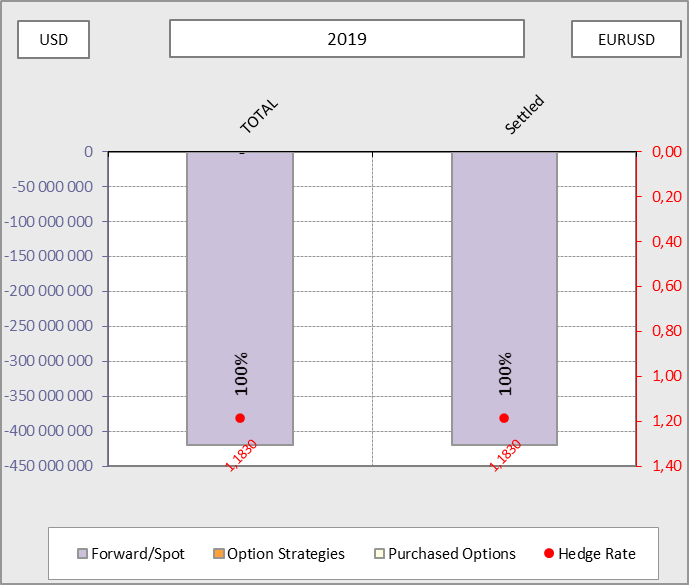 USD
2019
EURUSD
TOTAL
Settled
0
-50 000 000
-100 000 000
-150 000 000
-200 000 000
-250 000 000
-300 000 000
-350 000 000
-400 000 000
-450 000 000
0,00
0,20
0,40
0,60
0,80
1,00
1,20
1,40
100%
100%
1,1830
1,1830
Forward/Spot Option Strategies Purchased Options Hedge Rate